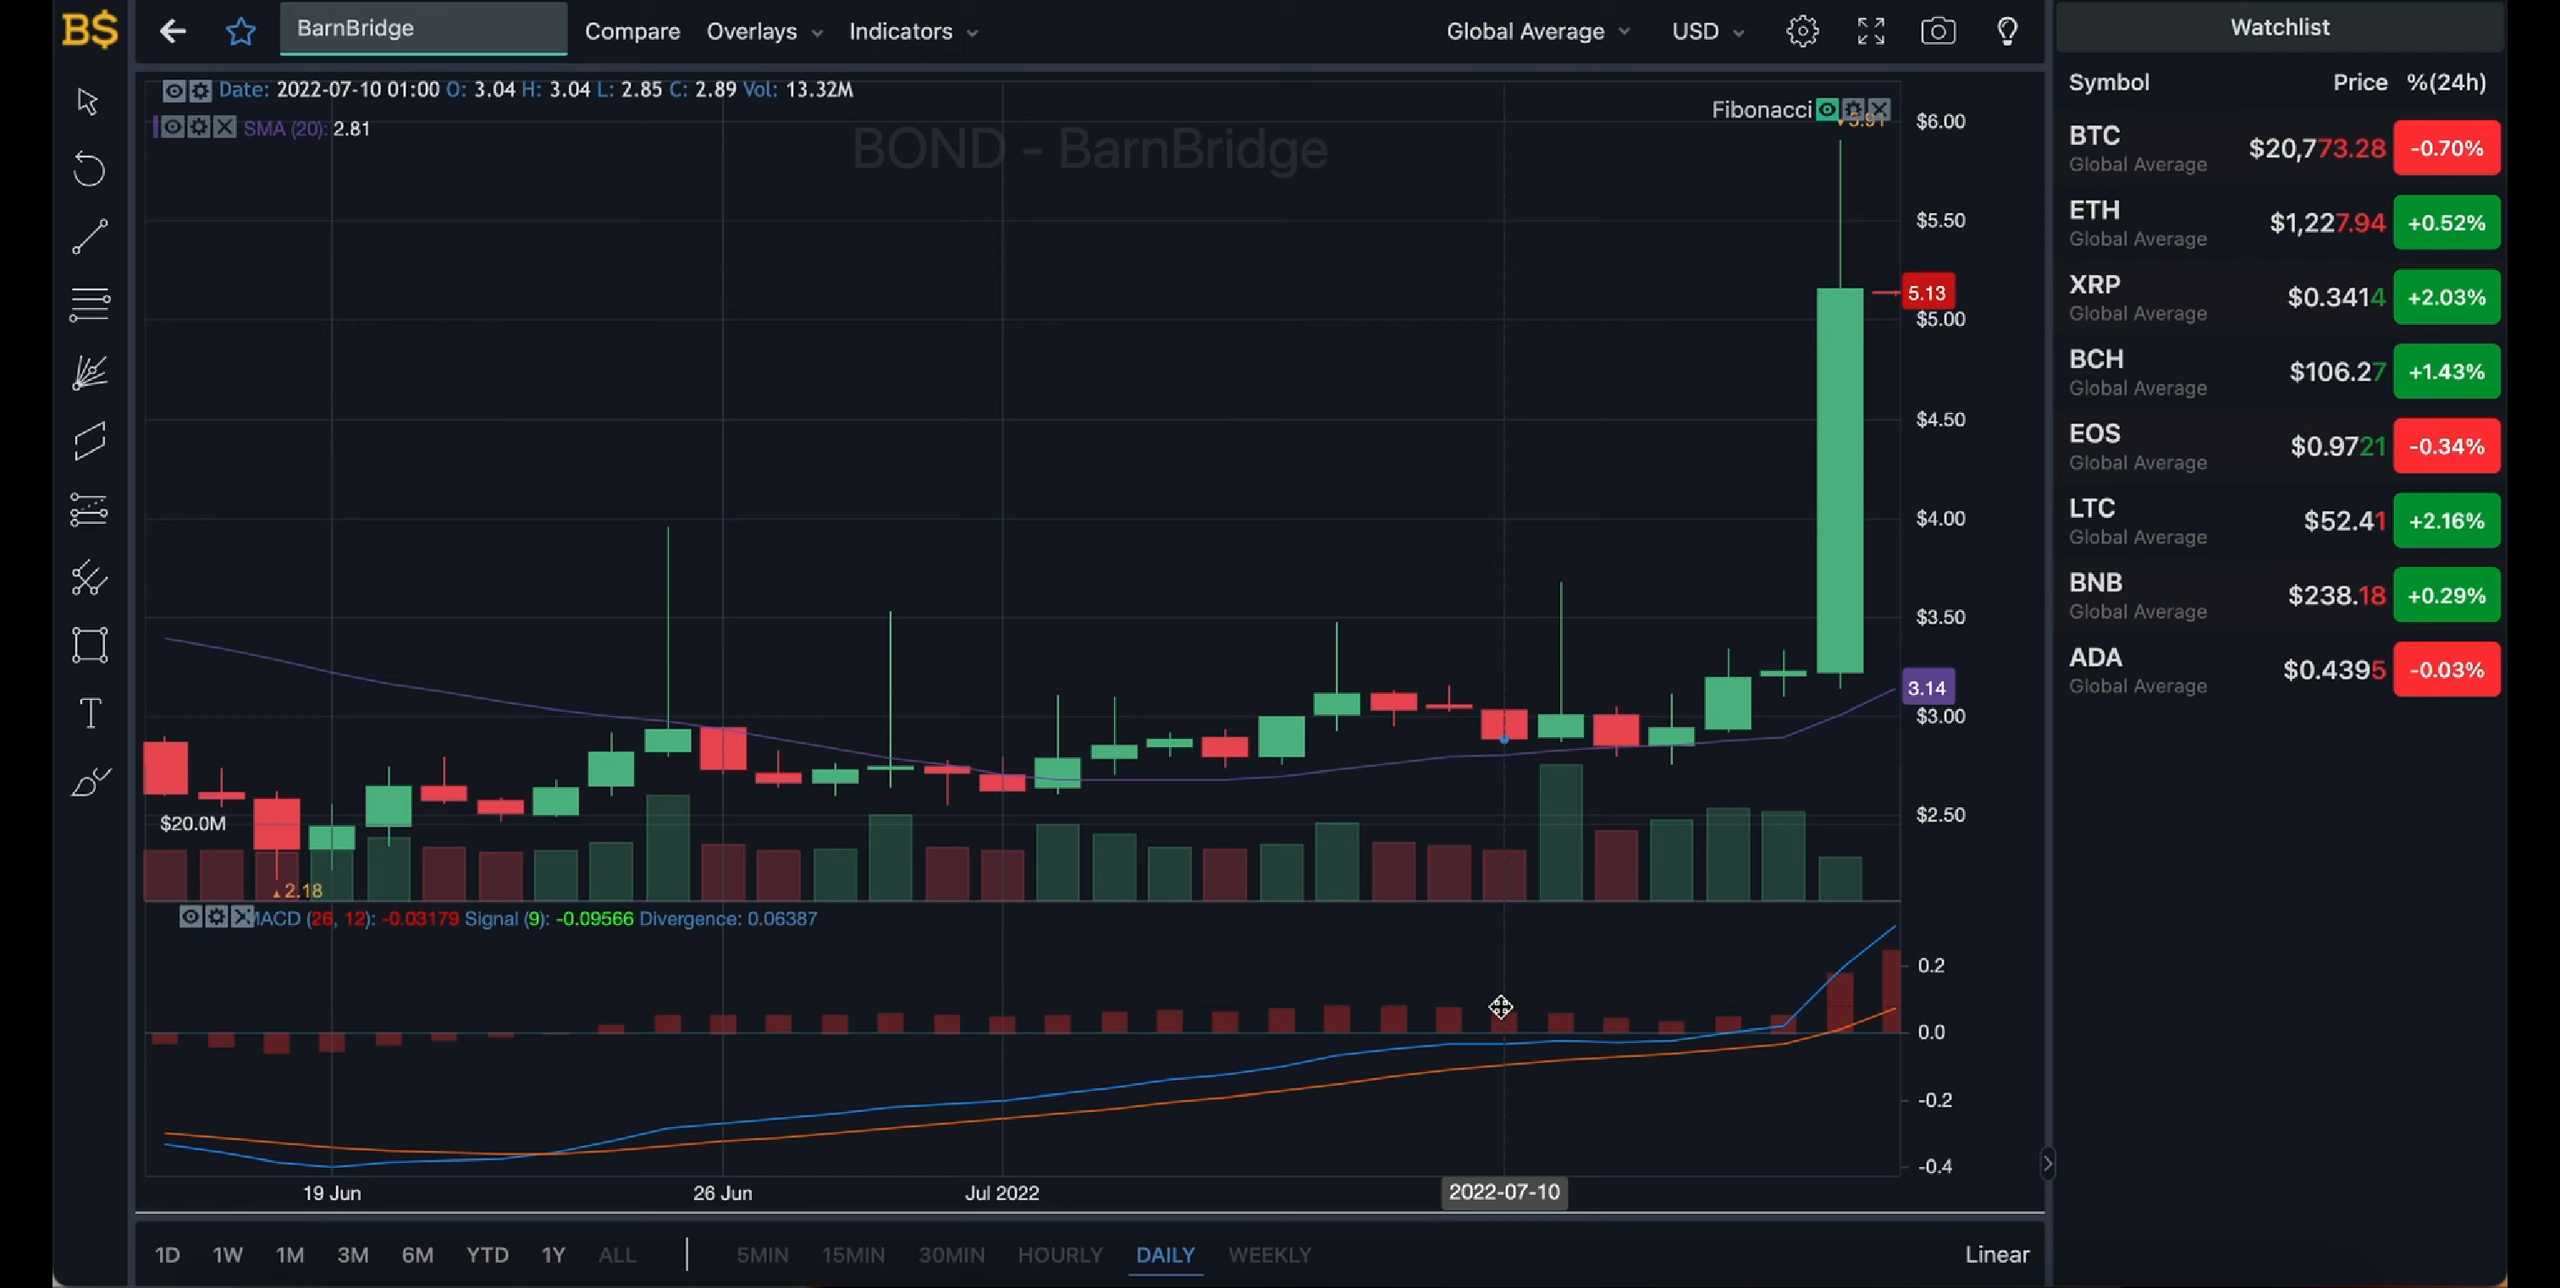 B$
BarnBridge
Compare
Overlays
Indicators
Global Average
USD
Date: 2022-07-10 01:00 O: 3.04 H: 3.04 L: 2.85 C: 2.89 Vol: 13.32M
SMA (20): 2.81
BOND - BarnBridge
Fibonacci
5.91
$6.00
$5.50
5.13
$5.00
$4.50
$4.00
$3.50
3.14
$3.00
$2.50
$20.0M
2.18
MACD (26, 12): -0.03179 Signal (9): -0.09566 Divergence: 0.06387
0.2
0.0
-0.2
-0.4
19 Jun
26 Jun
Jul 2022
2022-07-10
1D 1W 1M 3M 6M YTD 1Y ALL
5MIN 15MIN 30MIN HOURLY DAILY WEEKLY
Linear
Watchlist
Symbol Price %(24h)
BTC $20,773.28 -0.70%
Global Average
ETH $1,227.94 +0.52%
Global Average
XRP $0.3414 +2.03%
Global Average
BCH $106.27 +1.43%
Global Average
EOS $0.9721 -0.34%
Global Average
LTC $52.41 +2.16%
Global Average
BNB $238.18 +0.29%
Global Average
ADA $0.4395 -0.03%
Global Average
T